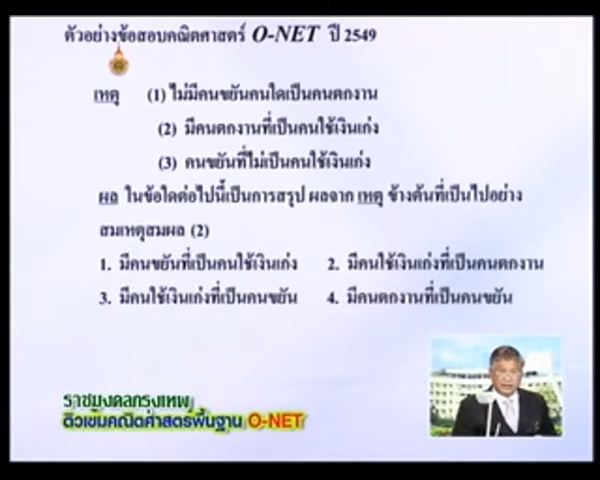 ตัวอย่างข้อสอบคณิตศาสตร์ O-NET ปี 2549
เหตุ (1) ไม่มีคนขยันคนใดเป็นคนตกงาน
(2) มีคนตกงานที่เป็นคนใช้เงินเก่ง
(3) คนขยันที่ไม่เป็นคนใช้เงินเก่ง
ผล ในข้อใดต่อไปนี้เป็นการสรุป ผลจาก เหตุ ข้างต้นที่เป็นไปอย่าง
สมเหตุสมผล (2)
1. มีคนขยันที่เป็นคนใช้เงินเก่ง 2. มีคนใช้เงินเก่งที่เป็นคนตกงาน
3. มีคนใช้เงินเก่งที่เป็นคนขยัน 4. มีคนตกงานที่เป็นคนขยัน
ราชมงคลกรุงเทพ
ติวเข้มคณิตศาสตร์พื้นฐาน O-NET